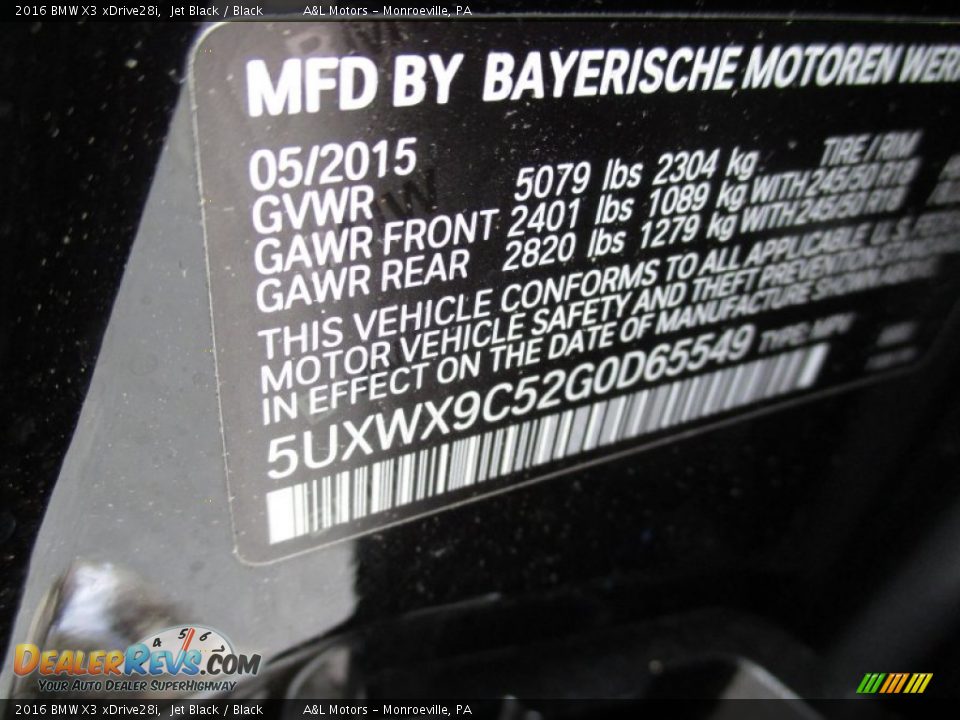 2016 BMW X3 xDrive28i, Jet Black / Black A&L Motors - Monroeville, PA
MFD BY BAYERISCHE MOTOREN
05/2015
GVWR 5079 lbs 2304 kg TIRE / RIM
GAWR FRONT 2401 lbs 1089 kg WITH 245/50 R18
GAWR REAR 2820 lbs 1279 kg WITH 245/50 R18
THIS VEHICLE CONFORMS TO ALL APPLICABLE U.S.
MOTOR VEHICLE SAFETY AND THEFT PREVENTION
IN EFFECT ON THE DATE OF MANUFACTURE SHOWN ABOVE.
5UXWX9C52G0D65549 TYPE: MPV
4 5 6
DEALERREVS.COM
YOUR AUTO DEALER SUPERHIGHWAY
2016 BMW X3 xDrive28i, Jet Black / Black A&L Motors - Monroeville, PA